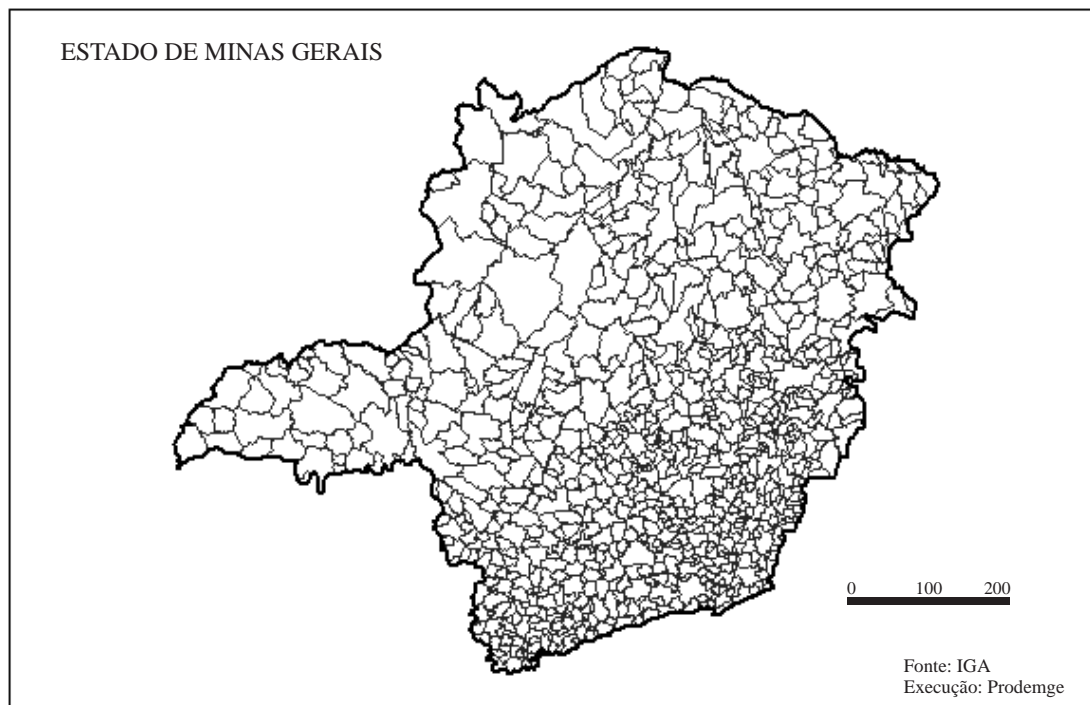 ESTADO DE MINAS GERAIS
0 100 200
Fonte: IGA
Execução: Prodemge